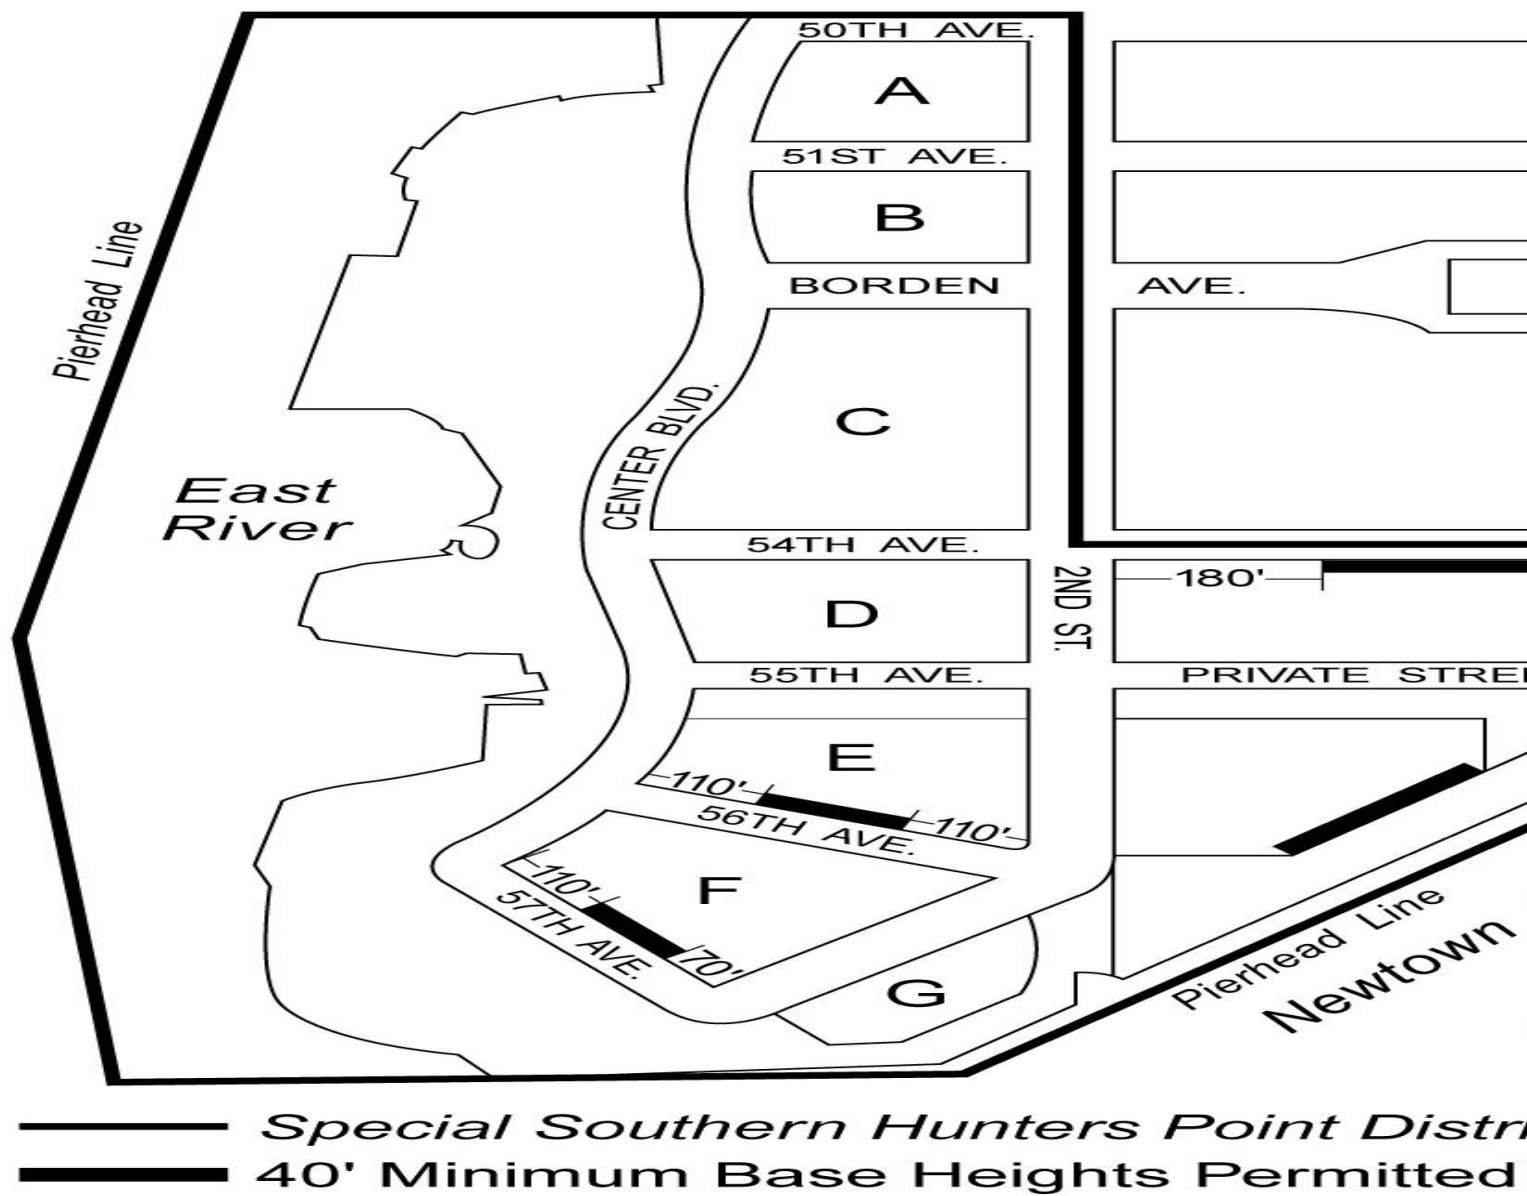 50TH AVE.
A
51ST AVE.
B
BORDEN AVE.
Pierhead Line
C
CENTER BLVD.
East
River
54TH AVE.
2ND ST.
180'
D
55TH AVE.
PRIVATE STREE
E
110'
110'
56TH AVE.
F
110'
70'
57TH AVE.
G
Pierhead Line
Newtown
Special Southern Hunters Point Distri
40' Minimum Base Heights Permitted